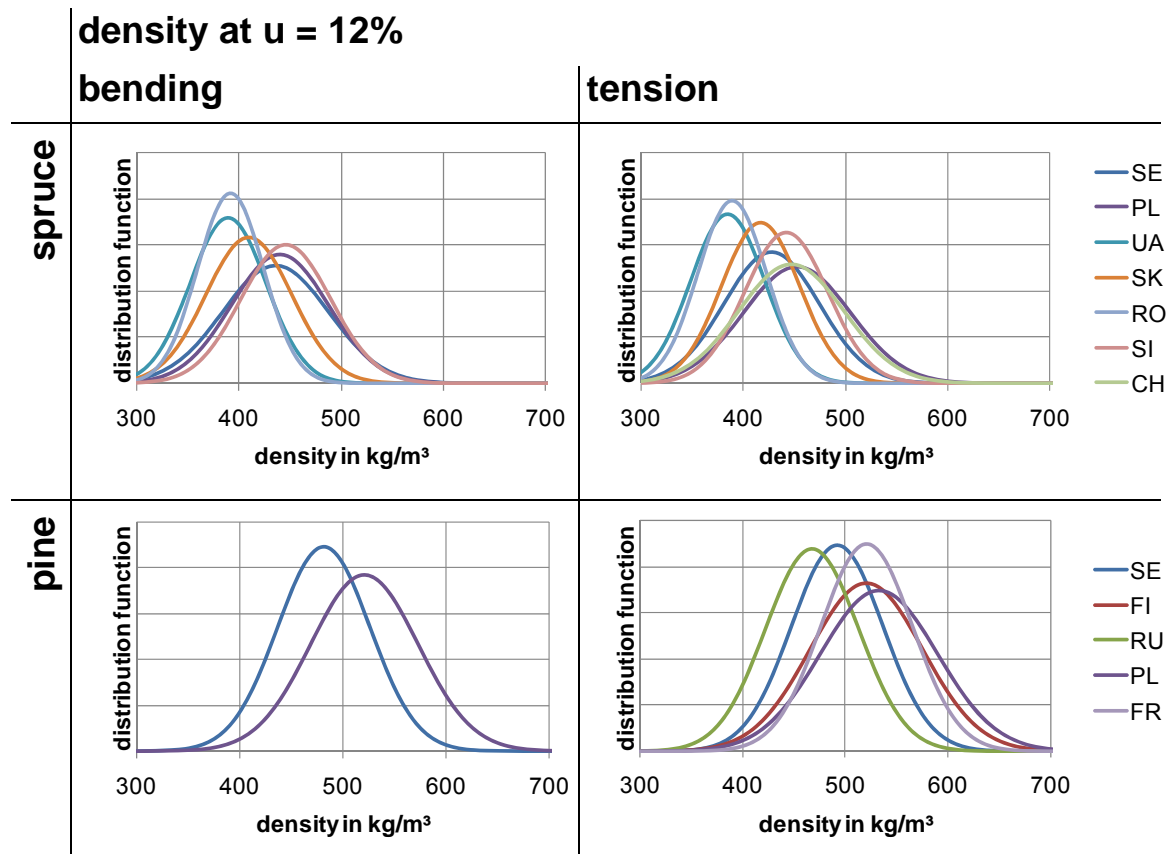 density at u = 12%
bending
tension
spruce
distribution function
300 400 500 600 700
density in kg/m³
distribution function
300 400 500 600 700
density in kg/m³
SE
PL
UA
SK
RO
SI
CH
pine
distribution function
300 400 500 600 700
density in kg/m³
distribution function
300 400 500 600 700
density in kg/m³
SE
FI
RU
PL
FR